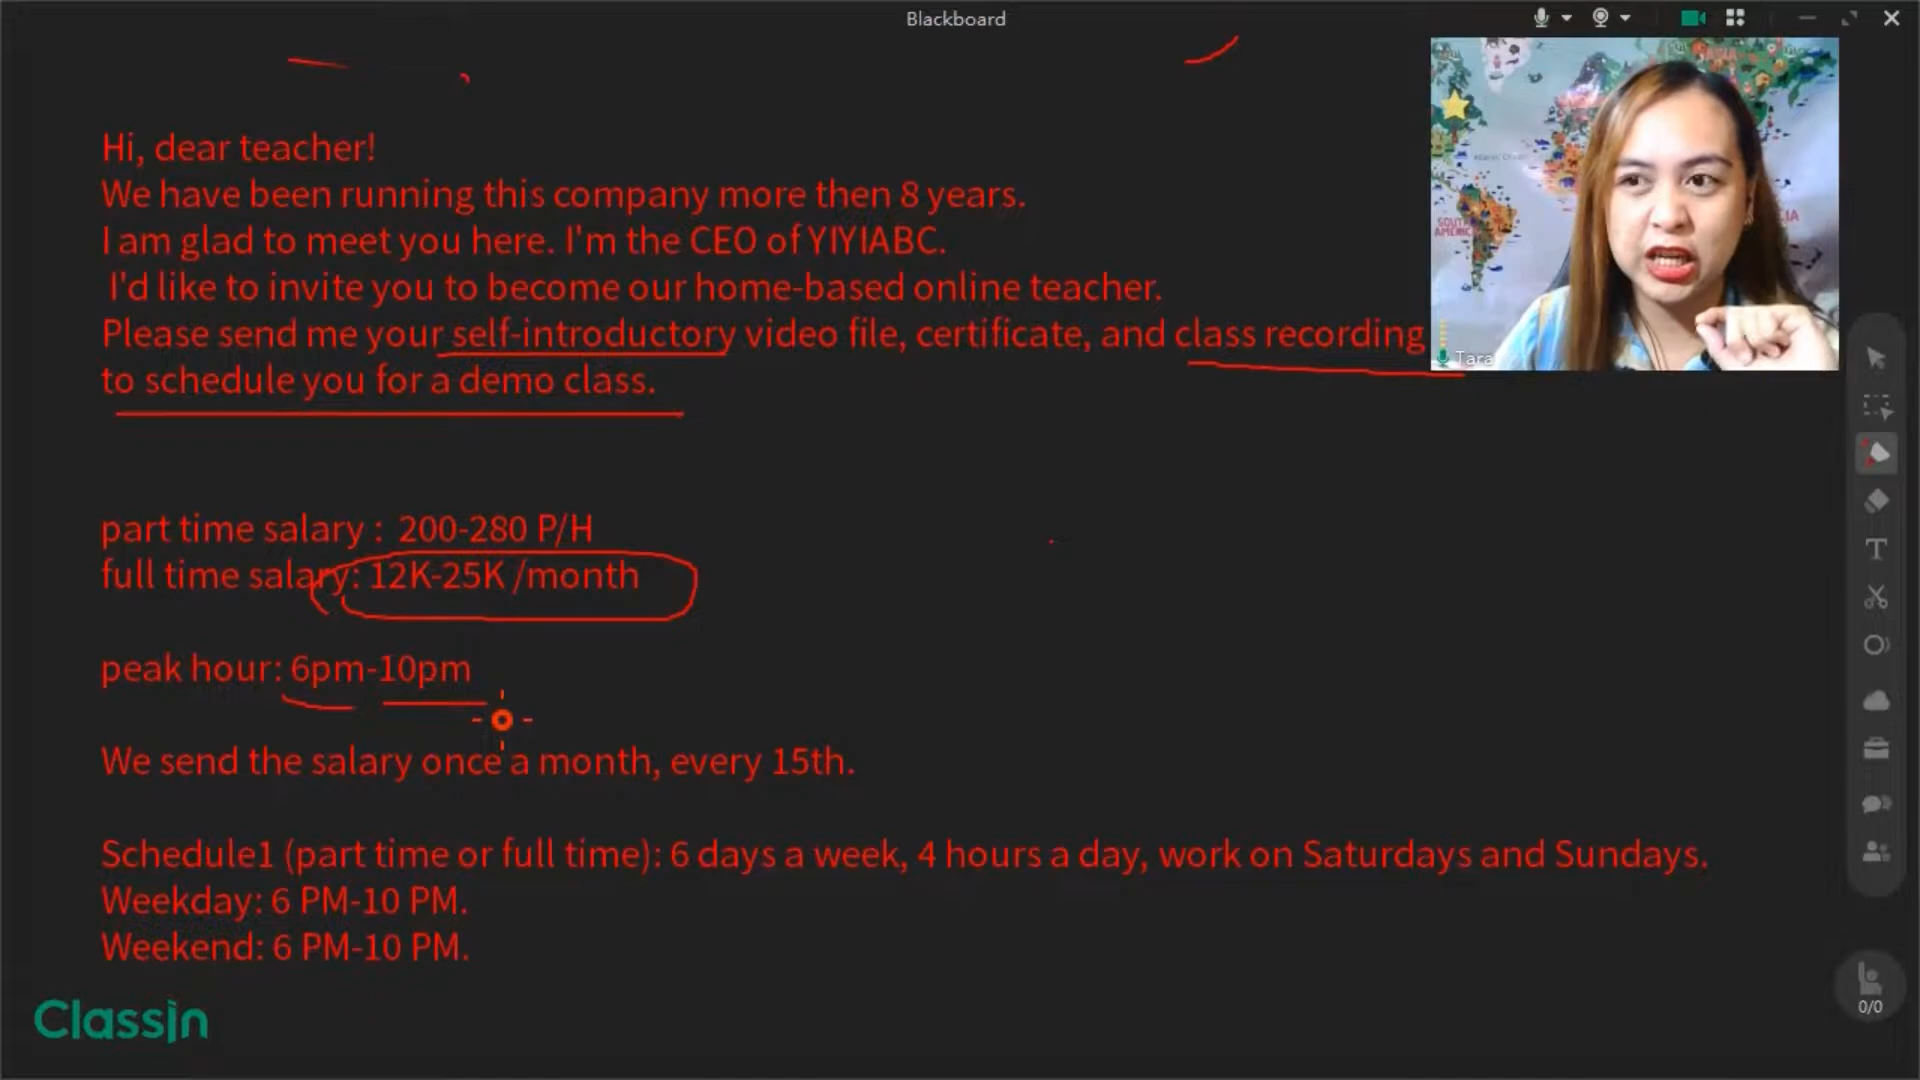 Blackboard
Hi, dear teacher!
We have been running this company more then 8 years.
I am glad to meet you here. I'm the CEO of YIYIABC.
I'd like to invite you to become our home-based online teacher.
Please send me your self-introductory video file, certificate, and class recording
to schedule you for a demo class.
Tara
part time salary : 200-280 P/H
full time salary: 12K-25K /month
peak hour: 6pm-10pm
We send the salary once a month, every 15th.
Schedule1 (part time or full time): 6 days a week, 4 hours a day, work on Saturdays and Sundays.
Weekday: 6 PM-10 PM.
Weekend: 6 PM-10 PM.
ClassIn
0/0